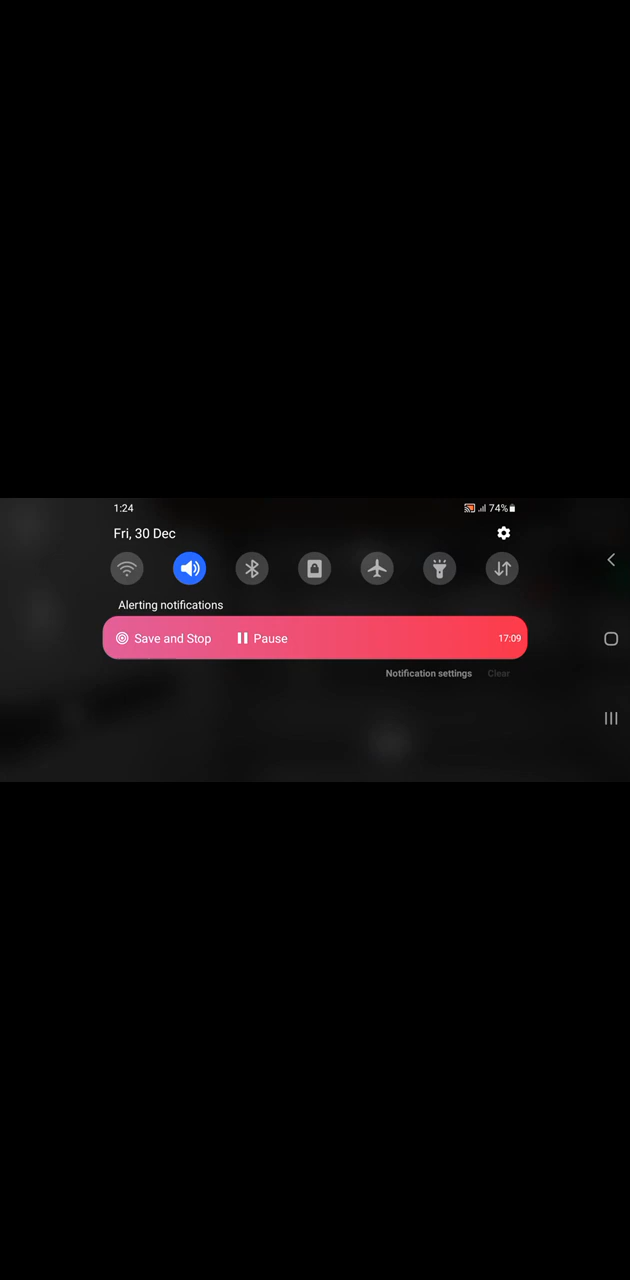 1:24 74%
Fri, 30 Dec
Alerting notifications
Save and Stop Pause 17:09
Notification settings Clear